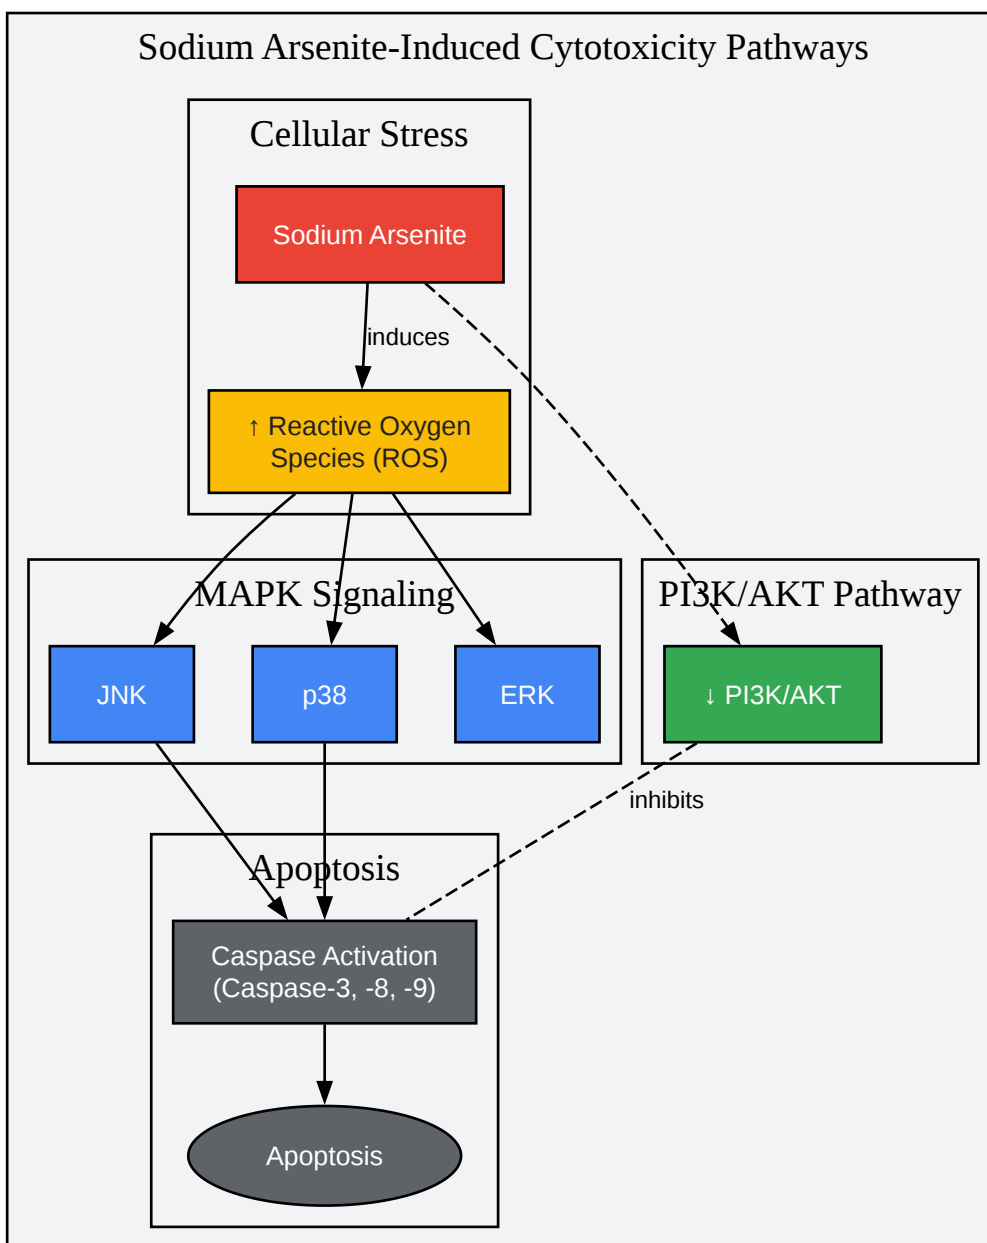 Sodium Arsenite-Induced Cytotoxicity Pathways
Cellular Stress
Sodium Arsenite
induces
↑ Reactive Oxygen
Species (ROS)
MAPK Signaling
PI3K/AKT Pathway
JNK
p38
ERK
↓ PI3K/AKT
inhibits
Apoptosis
Caspase Activation
(Caspase-3, -8, -9)
Apoptosis